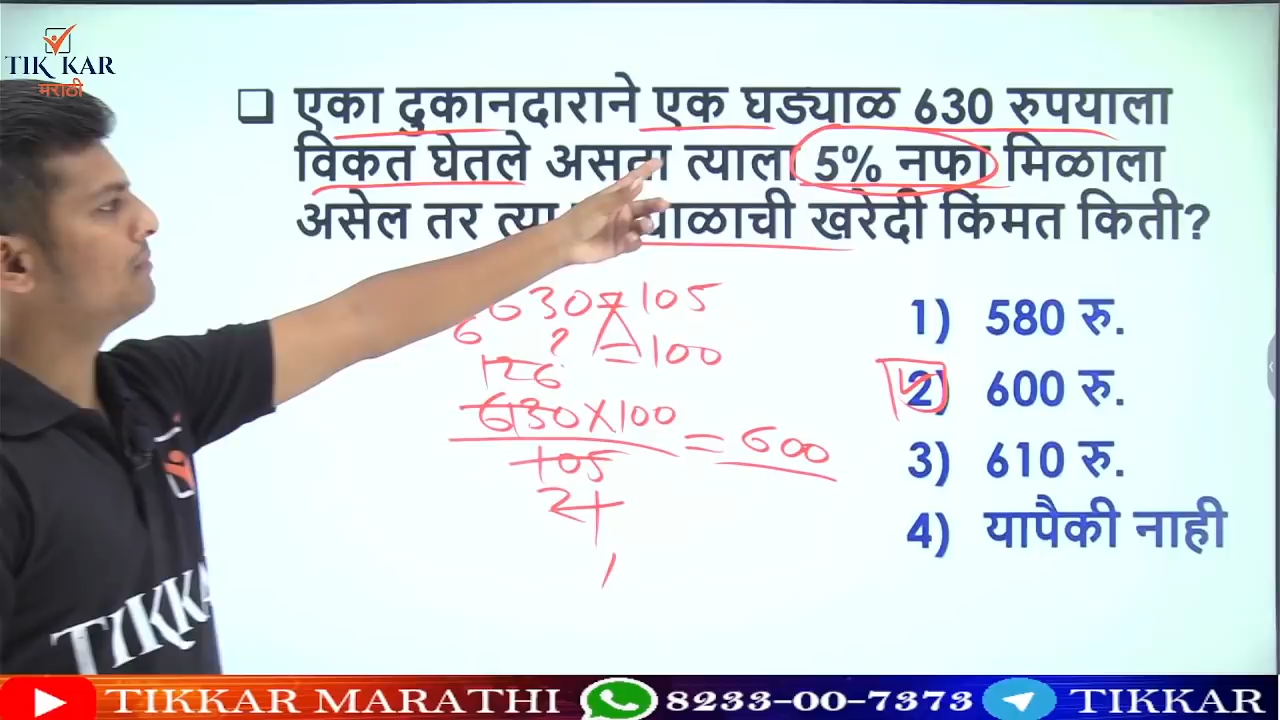 TIK KAR
मराठी
❑ एका दुकानदाराने एक घड्याळ 630 रुपयाला
विकत घेतले असता त्याला 5% नफा मिळाला
असेल तर त्या ाळाची खरेदी किंमत किती?
630 = 105
6 ? = 100
126
630 × 100
= 600
105
21
1) 580 रु.
2) 600 रु.
3) 610 रु.
4) यापैकी नाही
TIKKA
TIKKAR MARATHI 8233-00-7373 TIKKAR